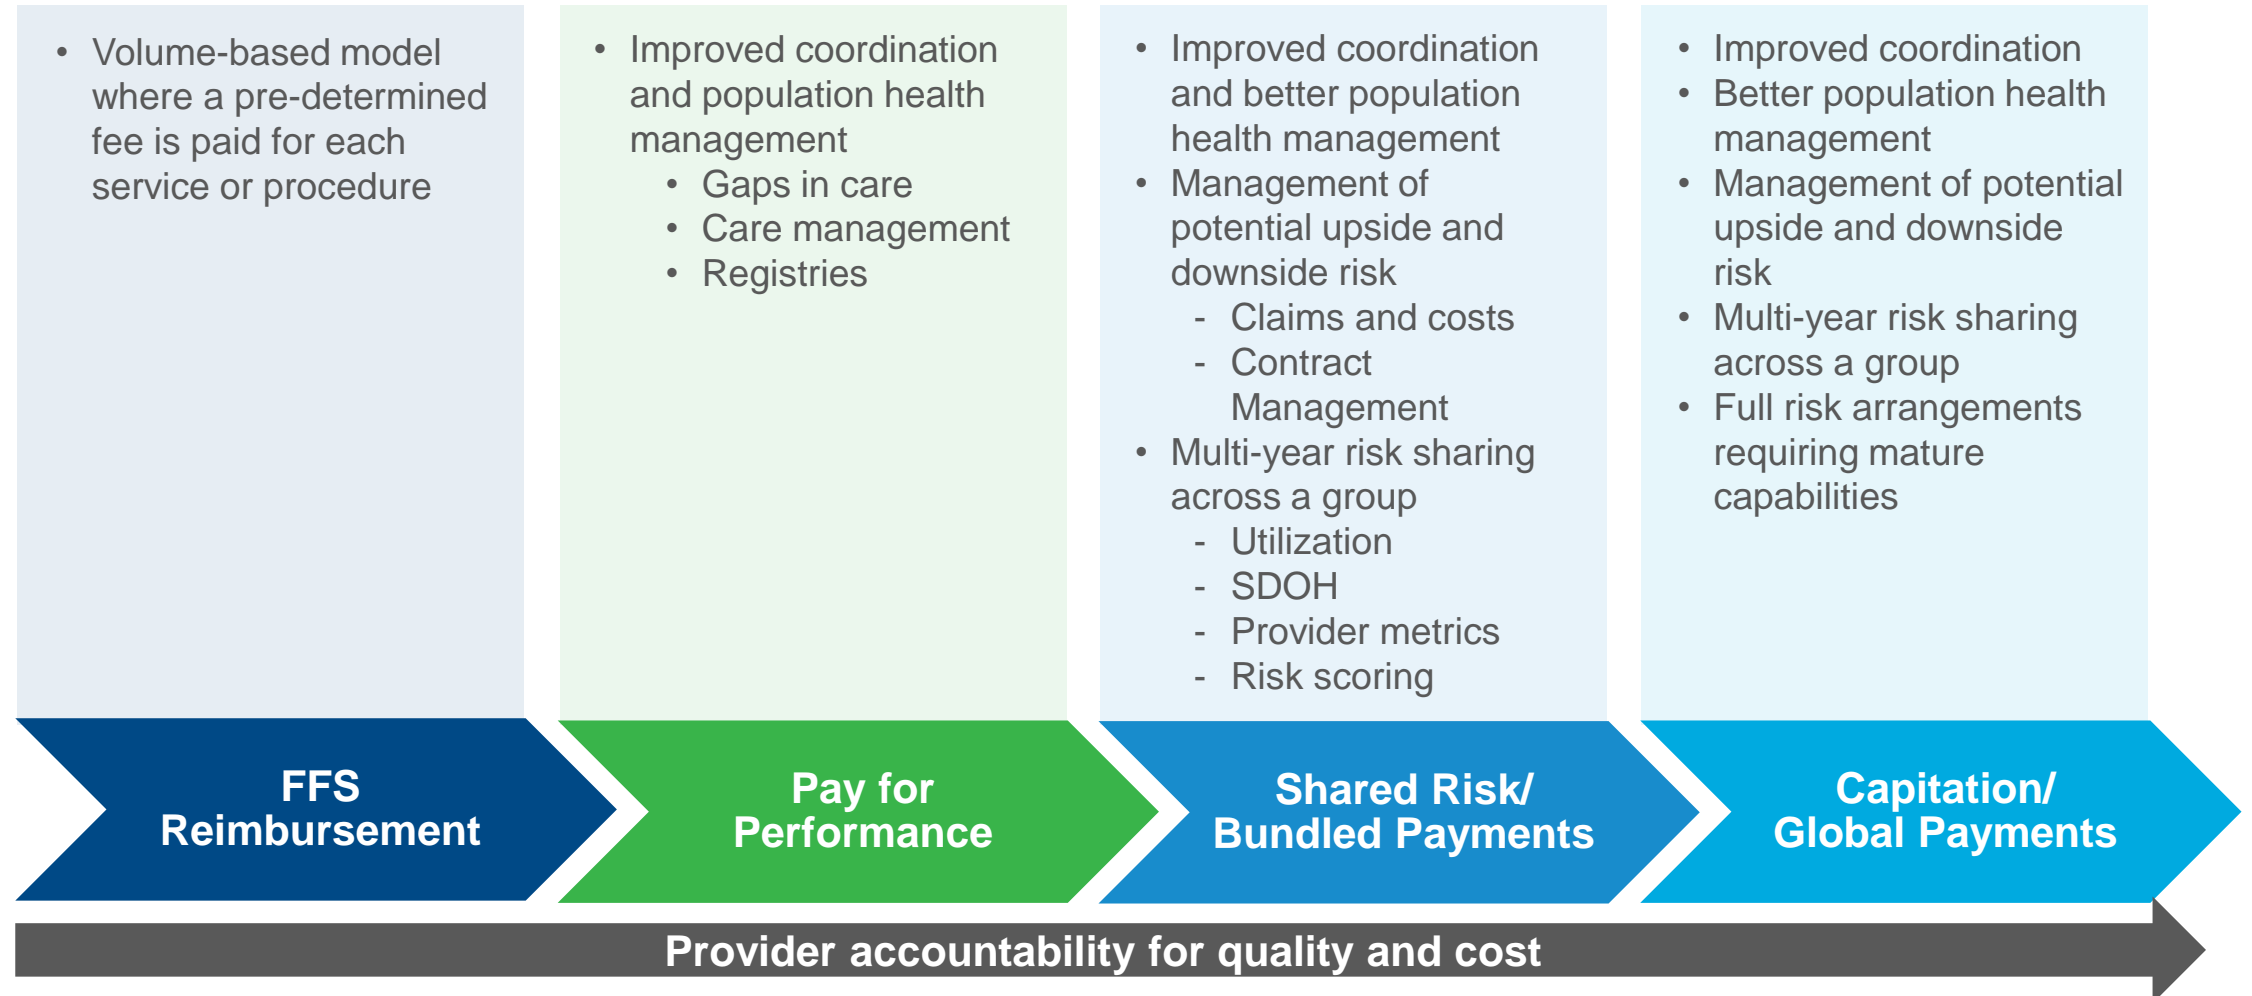 • Volume-based model
where a pre-determined
fee is paid for each
service or procedure
• Improved coordination
and population health
management
• Gaps in care
• Care management
• Registries
• Improved coordination
and better population
health management
• Management of
potential upside and
downside risk
- Claims and costs
- Contract
Management
• Multi-year risk sharing
across a group
- Utilization
- SDOH
- Provider metrics
- Risk scoring
• Improved coordination
• Better population health
management
• Management of potential
upside and downside
risk
• Multi-year risk sharing
across a group
• Full risk arrangements
requiring mature
capabilities
FFS
Reimbursement
Pay for
Performance
Shared Risk/
Bundled Payments
Capitation/
Global Payments
Provider accountability for quality and cost